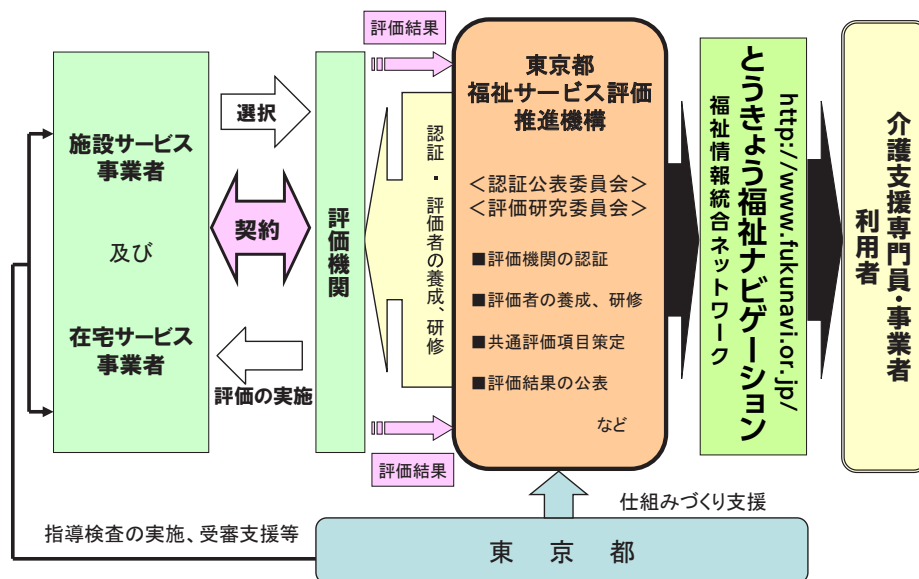 評価結果
選択
施設サービス
事業者
及び
在宅サービス
事業者
契約
評価の実施
評価機関
認証・評価者の養成、研修
評価結果
東京都
福祉サービス評価
推進機構
＜認証公表委員会＞
＜評価研究委員会＞
■評価機関の認証
■評価者の養成、研修
■共通評価項目策定
■評価結果の公表
など
http://www.fukunavi.or.jp/
とうきょう福祉ナビゲーション
福祉情報統合ネットワーク
介護支援専門員・事業者
利用者
仕組みづくり支援
指導検査の実施、受審支援等
東京都